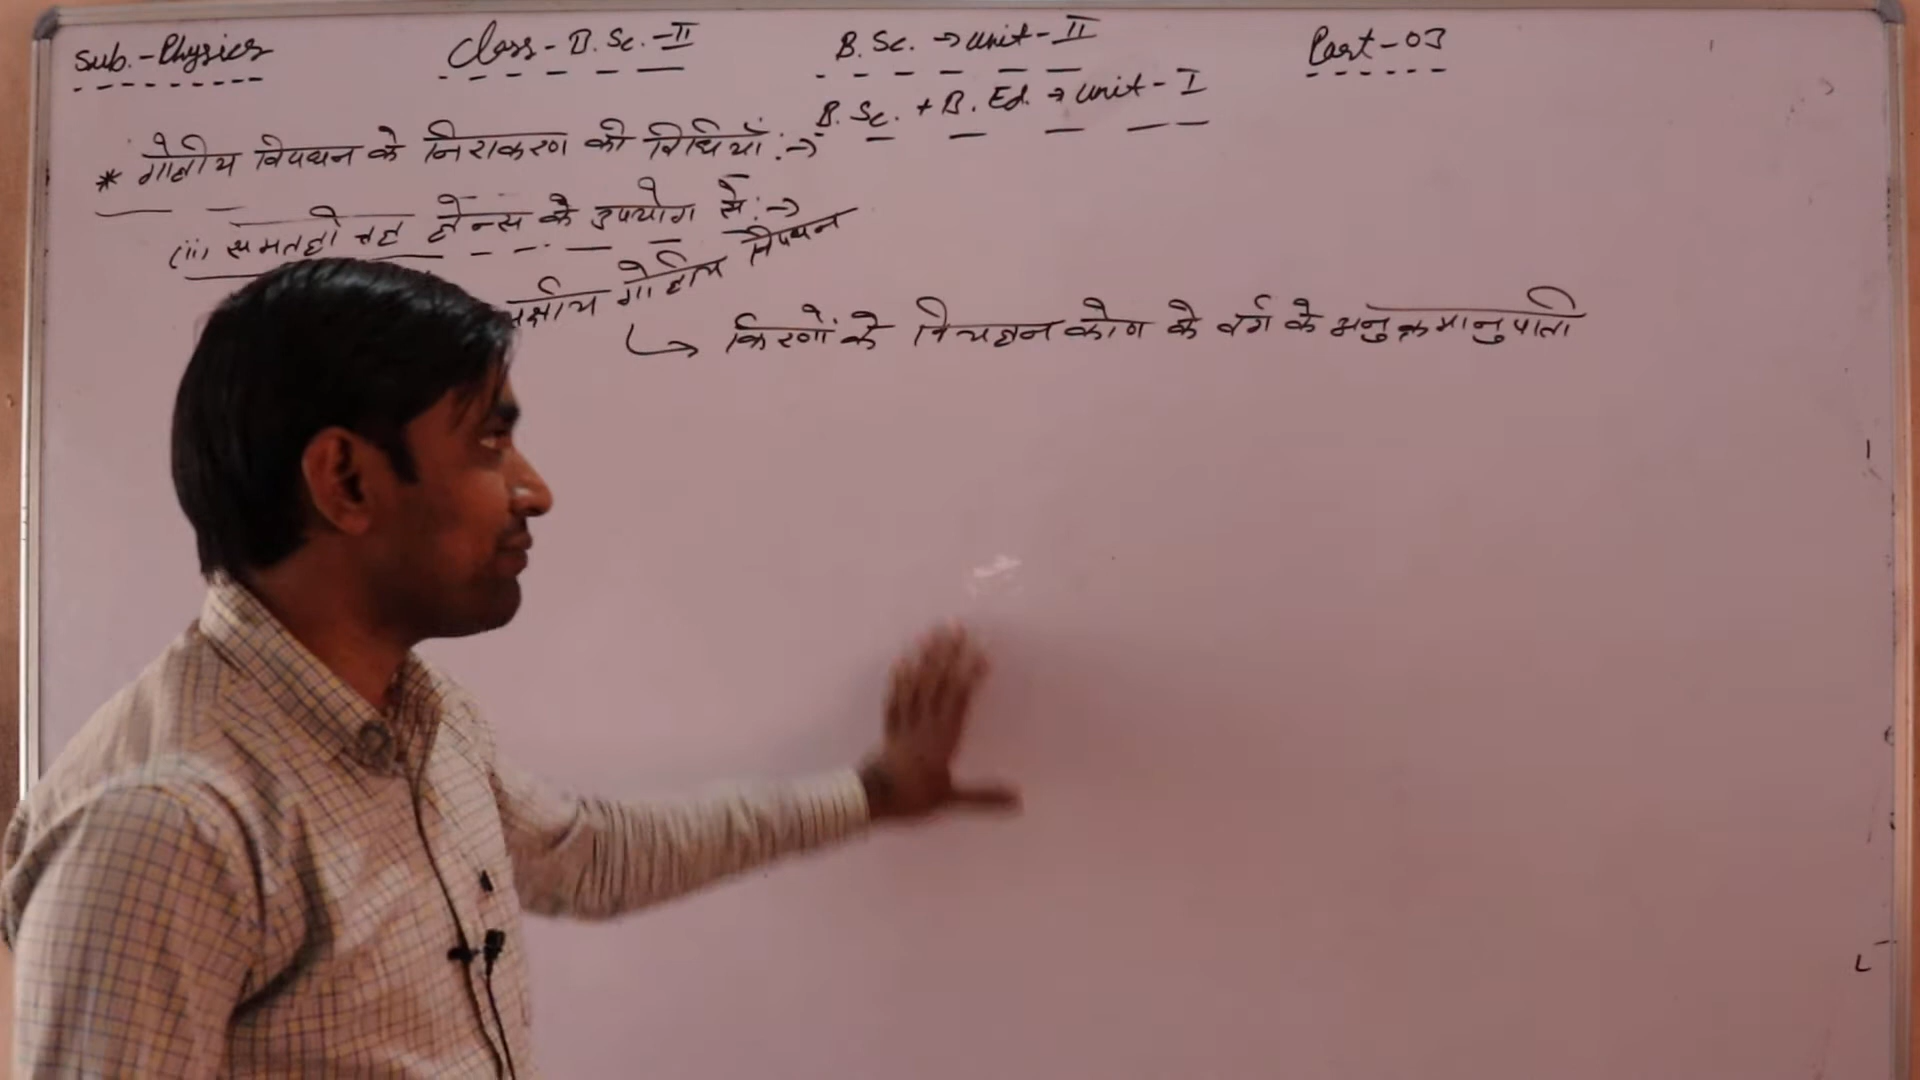 Sub.-Physics Class-B.Sc.-II B.Sc. → unit-II Part-03
B.Sc. + B.Ed. → unit-I
* गोलीय विपथन के निराकरण की विधियाँ :→
(ii) समतलोत्तल लेन्स के उपयोग से :→
गोलीय विपथन
↳ किरणों के विचलन कोण के वर्ग के अनुक्रमानुपाती